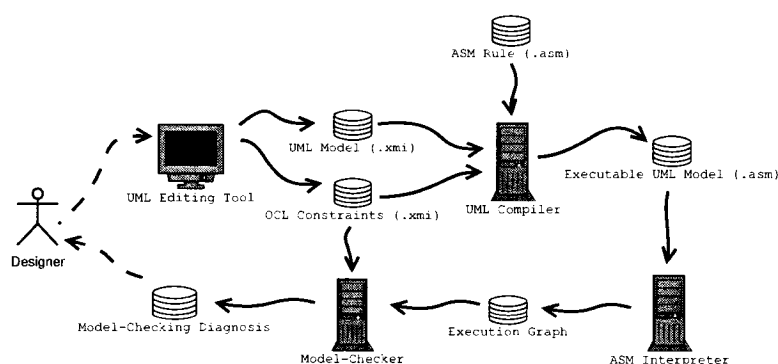 ASM Rule (.asm)
UML Model (.xmi)
UML Editing Tool
OCL Constraints (.xmi)
UML Compiler
Executable UML Model (.asm)
Designer
Model-Checking Diagnosis
Model-Checker
Execution Graph
ASM Interpreter